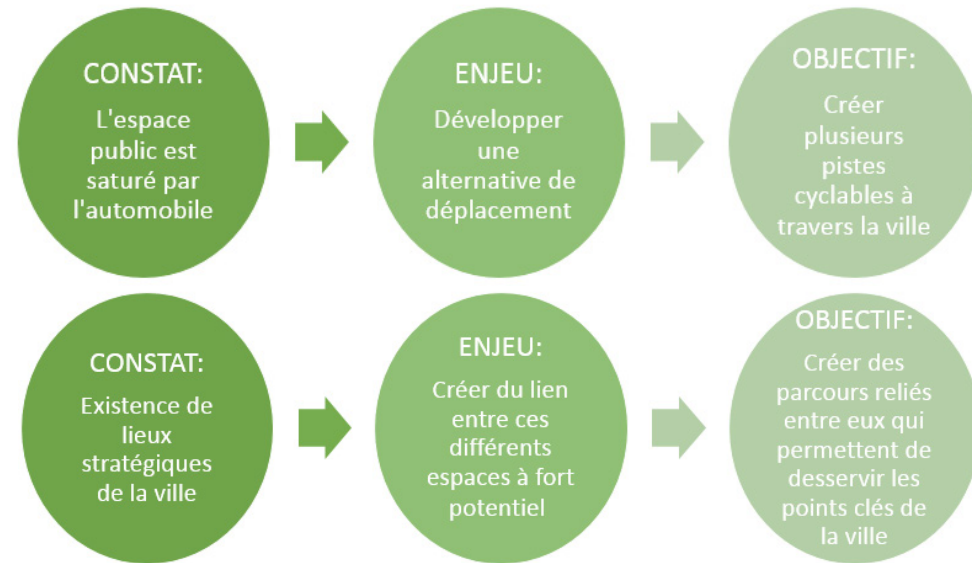 CONSTAT:
L'espace
public est
saturé par
l'automobile
ENJEU:
Développer
une
alternative de
déplacement
OBJECTIF:
Créer
plusieurs
pistes
cyclables à
travers la ville
CONSTAT:
Existence de
lieux
stratégiques
de la ville
ENJEU:
Créer du lien
entre ces
différents
espaces à fort
potentiel
OBJECTIF:
Créer des
parcours reliés
entre eux qui
permettent de
desservir les
points clés de
la ville